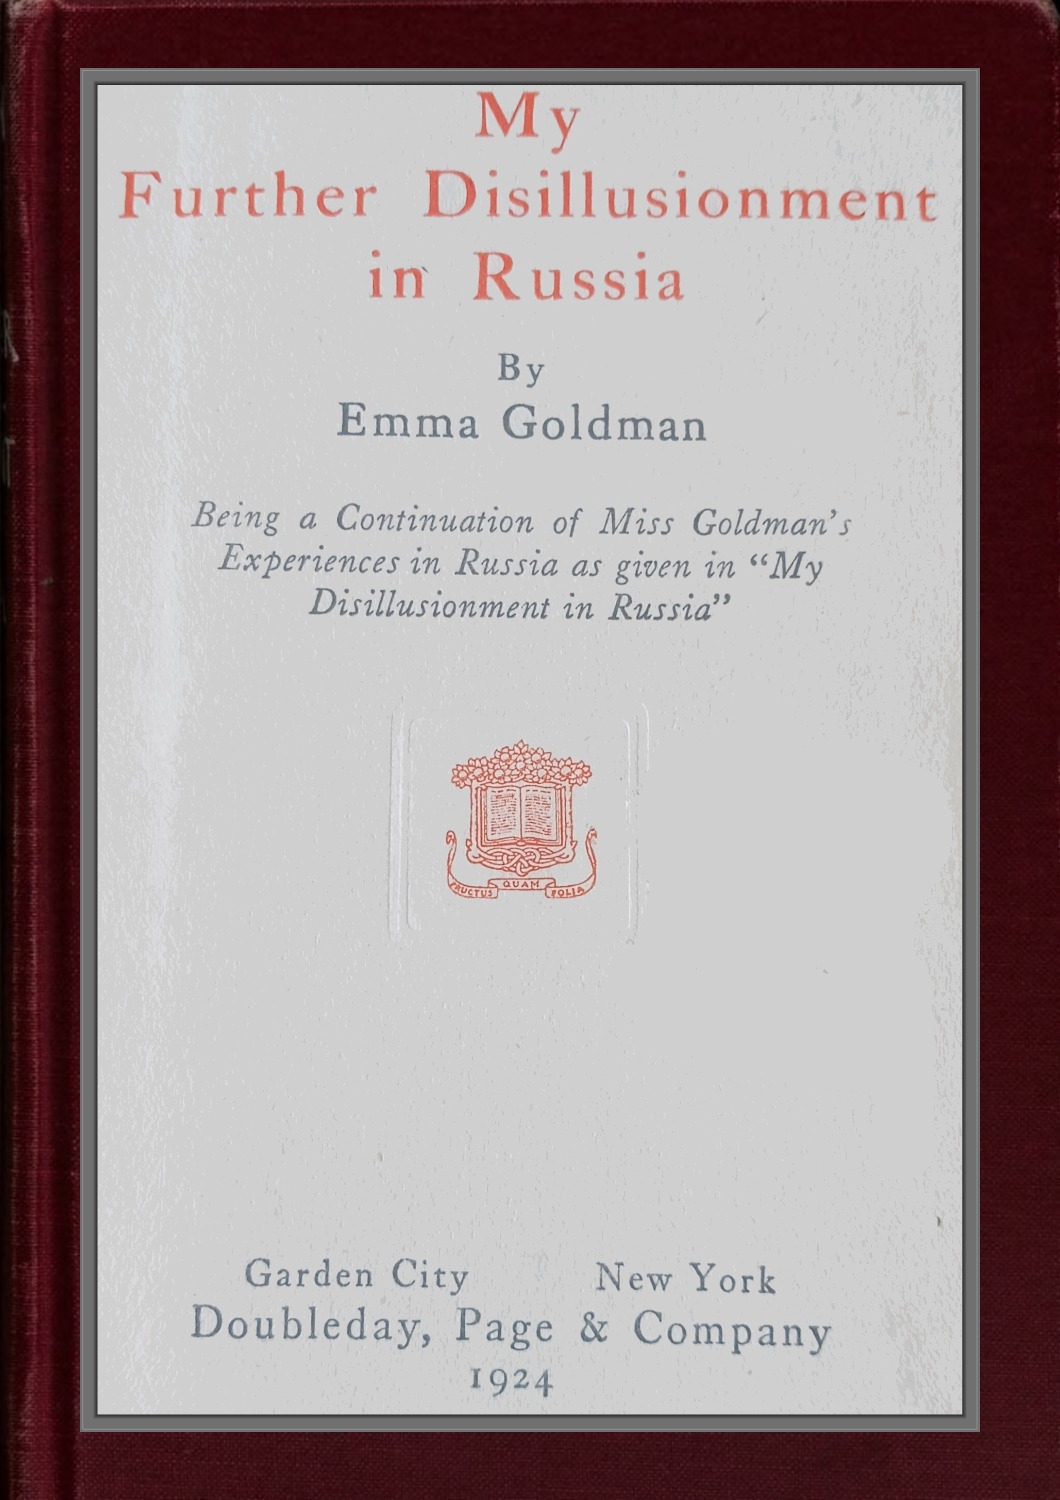 My
Further Disillusionment
in Russia
By
Emma Goldman
Being a Continuation of Miss Goldman's
Experiences in Russia as given in “My
Disillusionment in Russia”
FRUCTUS QUAM FOLIA
Garden City New York
Doubleday, Page & Company
1924